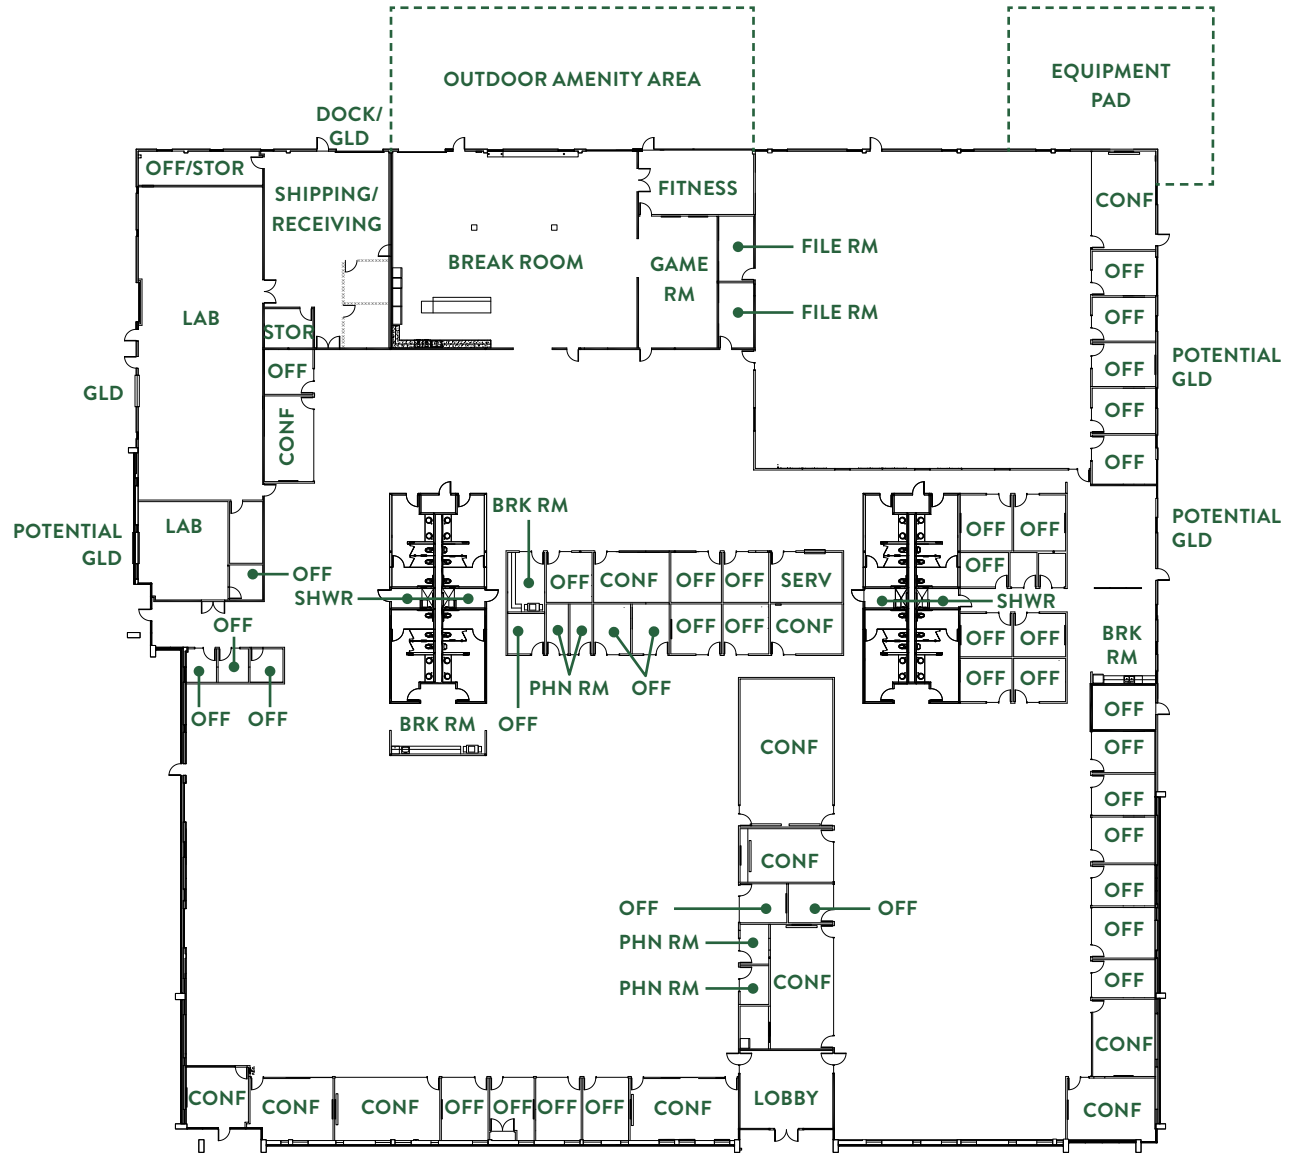 OUTDOOR AMENITY AREA
EQUIPMENT
PAD
DOCK/
GLD
OFF/STOR
SHIPPING/
RECEIVING
FITNESS
CONF
BREAK ROOM
GAME
RM
FILE RM
FILE RM
OFF
OFF
OFF
OFF
OFF
LAB
STOR
OFF
CONF
GLD
POTENTIAL
GLD
POTENTIAL
GLD
LAB
POTENTIAL
GLD
OFF
SHWR
BRK RM
OFF
CONF
OFF
OFF
SERV
OFF
OFF
CONF
OFF
OFF
OFF
SHWR
OFF
OFF
OFF
OFF
BRK
RM
OFF
OFF
OFF
PHN RM
OFF
BRK RM
OFF
CONF
OFF
OFF
OFF
OFF
OFF
OFF
OFF
CONF
OFF
OFF
PHN RM
PHN RM
CONF
CONF
CONF
CONF
CONF
OFF
OFF
OFF
OFF
CONF
LOBBY
CONF